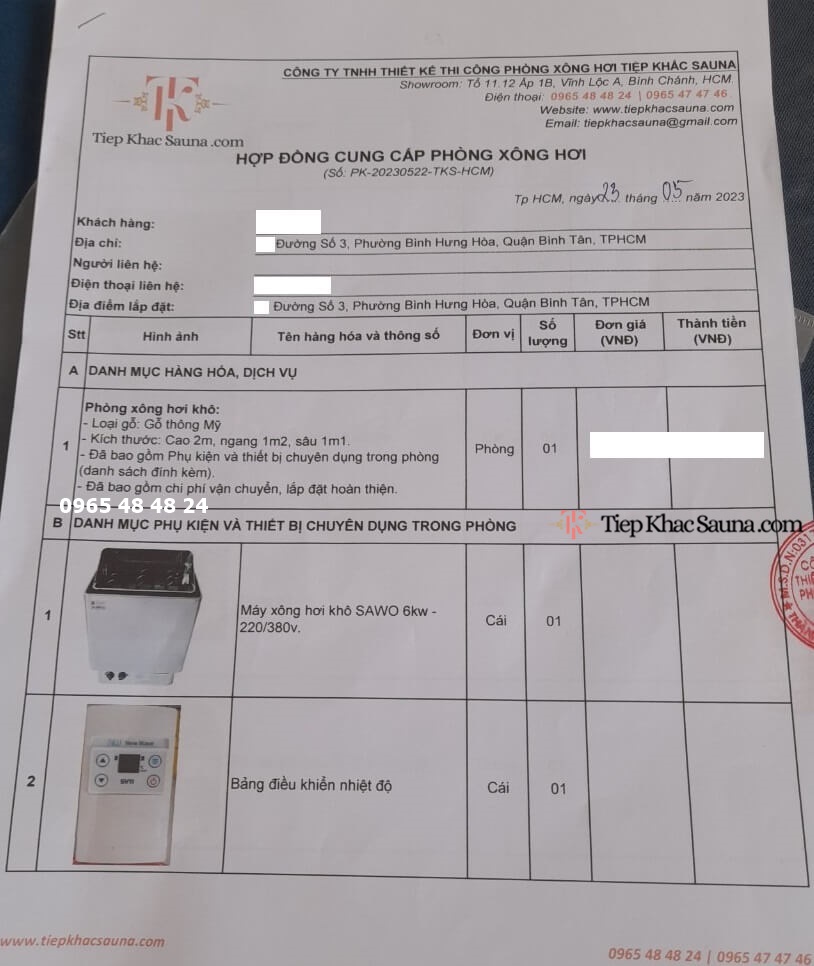 CÔNG TY TNHH THIẾT KẾ THI CÔNG PHÒNG XÔNG HƠI TIỆP KHẮC SAUNA
Showroom: Tổ 11.12 Ấp 1B, Vĩnh Lộc A, Bình Chánh, HCM.
Điện thoại: 0965 48 48 24 | 0965 47 47 46
Website: www.tiepkhacsauna.com
Email: tiepkhacsauna@gmail.com
TK
Tiep Khac Sauna.com
HỢP ĐỒNG CUNG CẤP PHÒNG XÔNG HƠI
(Số: PK-20230522-TKS-HCM)
Tp HCM, ngày 23 tháng 05 năm 2023
Khách hàng:
Địa chỉ: Đường Số 3, Phường Bình Hưng Hòa, Quận Bình Tân, TPHCM
Người liên hệ:
Điện thoại liên hệ:
Địa điểm lắp đặt: Đường Số 3, Phường Bình Hưng Hòa, Quận Bình Tân, TPHCM
Stt Hình ảnh Tên hàng hóa và thông số Đơn vị Số lượng Đơn giá (VNĐ) Thành tiền (VNĐ)
A DANH MỤC HÀNG HÓA, DỊCH VỤ
Phòng xông hơi khô:
- Loại gỗ: Gỗ thông Mỹ
- Kích thước: Cao 2m, ngang 1m2, sâu 1m1.
1 - Đã bao gồm Phụ kiện và thiết bị chuyên dụng trong phòng Phòng 01
(danh sách đính kèm).
- Đã bao gồm chi phí vận chuyển, lắp đặt hoàn thiện.
0965 48 48 24
B DANH MỤC PHỤ KIỆN VÀ THIẾT BỊ CHUYÊN DỤNG TRONG PHÒNG
TK Tiep Khac Sauna.com
1 Máy xông hơi khô SAWO 6kw - Cái 01
220/380v.
M.S.D.N:031
2 Bảng điều khiển nhiệt độ Cái 01
www.tiepkhacsauna.com
0965 48 48 24 | 0965 47 47 46